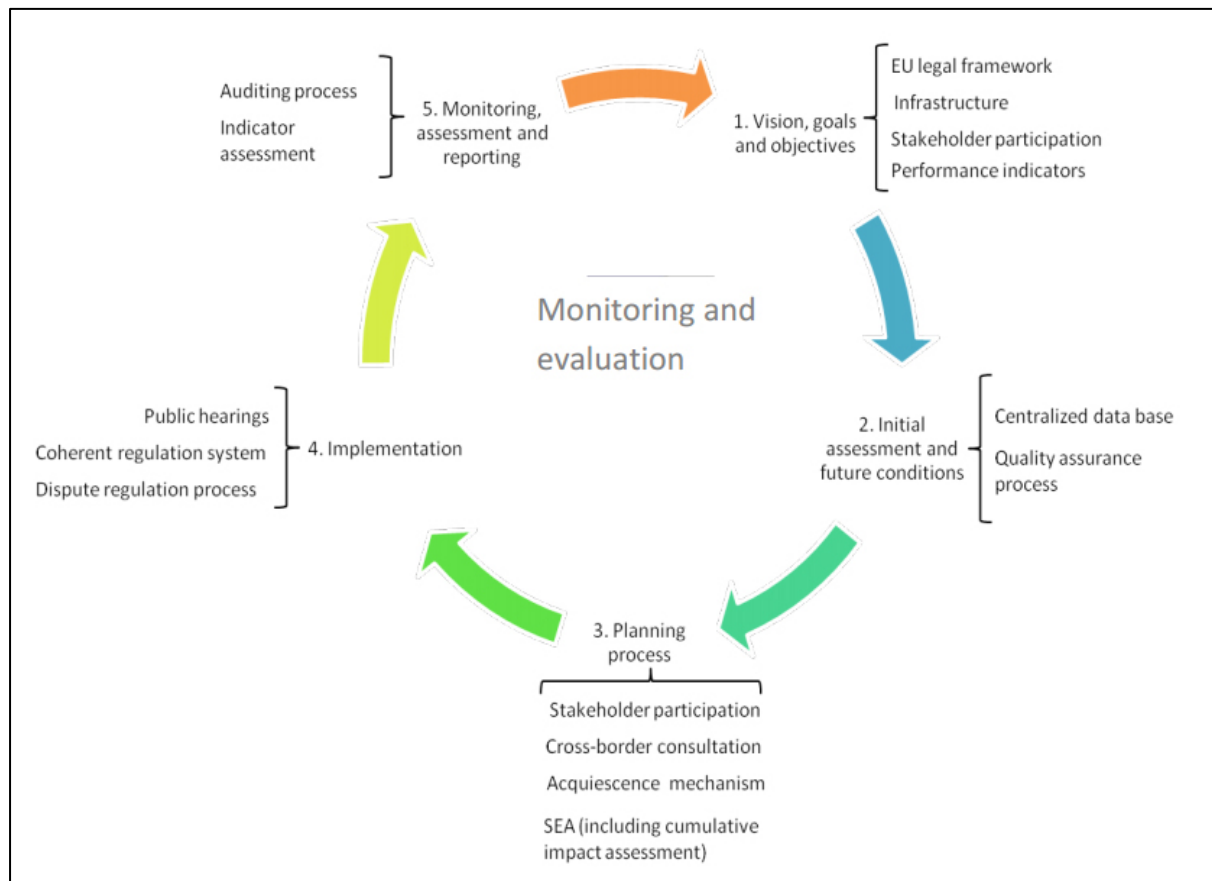 Auditing process
Indicator
assessment
5. Monitoring,
assessment and
reporting
1. Vision, goals
and objectives
EU legal framework
Infrastructure
Stakeholder participation
Performance indicators
Monitoring and
evaluation
Public hearings
Coherent regulation system
Dispute regulation process
4. Implementation
2. Initial
assessment and
future conditions
Centralized data base
Quality assurance
process
3. Planning
process
Stakeholder participation
Cross-border consultation
Acquiescence mechanism
SEA (including cumulative
impact assessment)